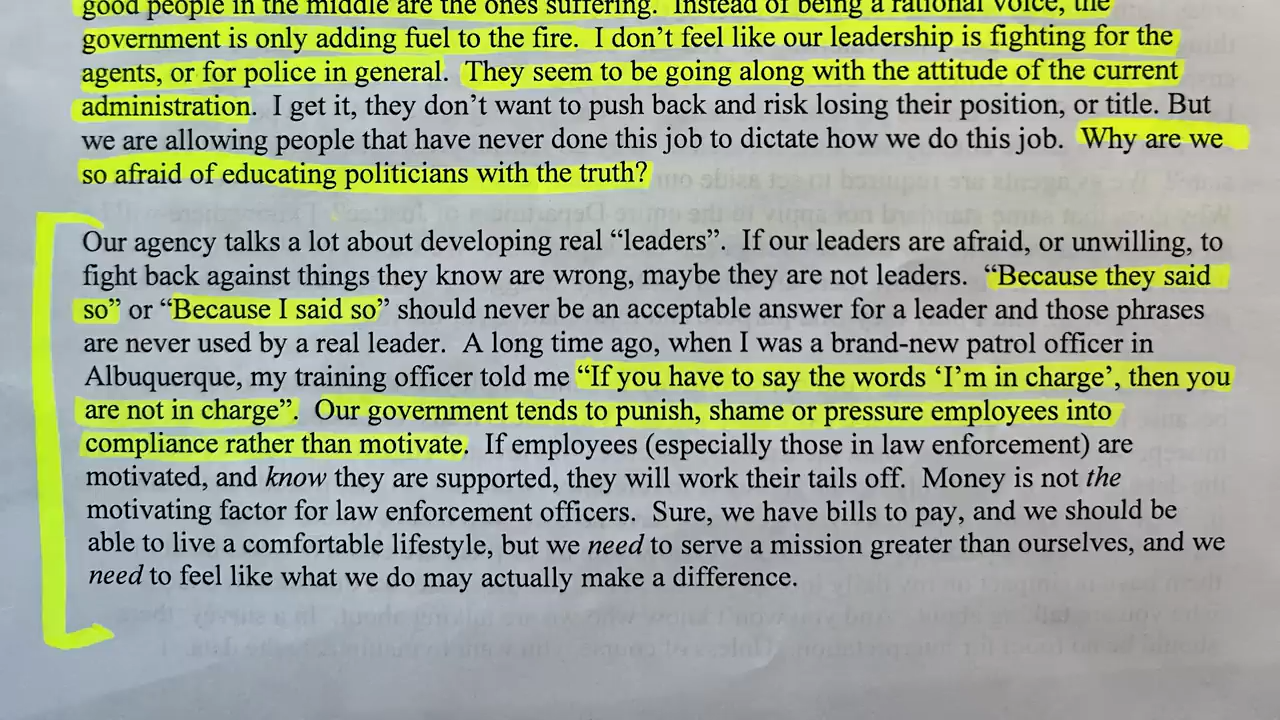 good people in the middle are the ones suffering.  Instead of being a rational voice, the
government is only adding fuel to the fire.  I don’t feel like our leadership is fighting for the
agents, or for police in general.  They seem to be going along with the attitude of the current
administration.  I get it, they don’t want to push back and risk losing their position, or title. But
we are allowing people that have never done this job to dictate how we do this job.  Why are we
so afraid of educating politicians with the truth?
Our agency talks a lot about developing real “leaders”.  If our leaders are afraid, or unwilling, to
fight back against things they know are wrong, maybe they are not leaders.  “Because they said
so” or “Because I said so” should never be an acceptable answer for a leader and those phrases
are never used by a real leader.  A long time ago, when I was a brand-new patrol officer in
Albuquerque, my training officer told me “If you have to say the words ‘I’m in charge’, then you
are not in charge”.  Our government tends to punish, shame or pressure employees into
compliance rather than motivate.  If employees (especially those in law enforcement) are
motivated, and know they are supported, they will work their tails off.  Money is not the
motivating factor for law enforcement officers.  Sure, we have bills to pay, and we should be
able to live a comfortable lifestyle, but we need to serve a mission greater than ourselves, and we
need to feel like what we do may actually make a difference.